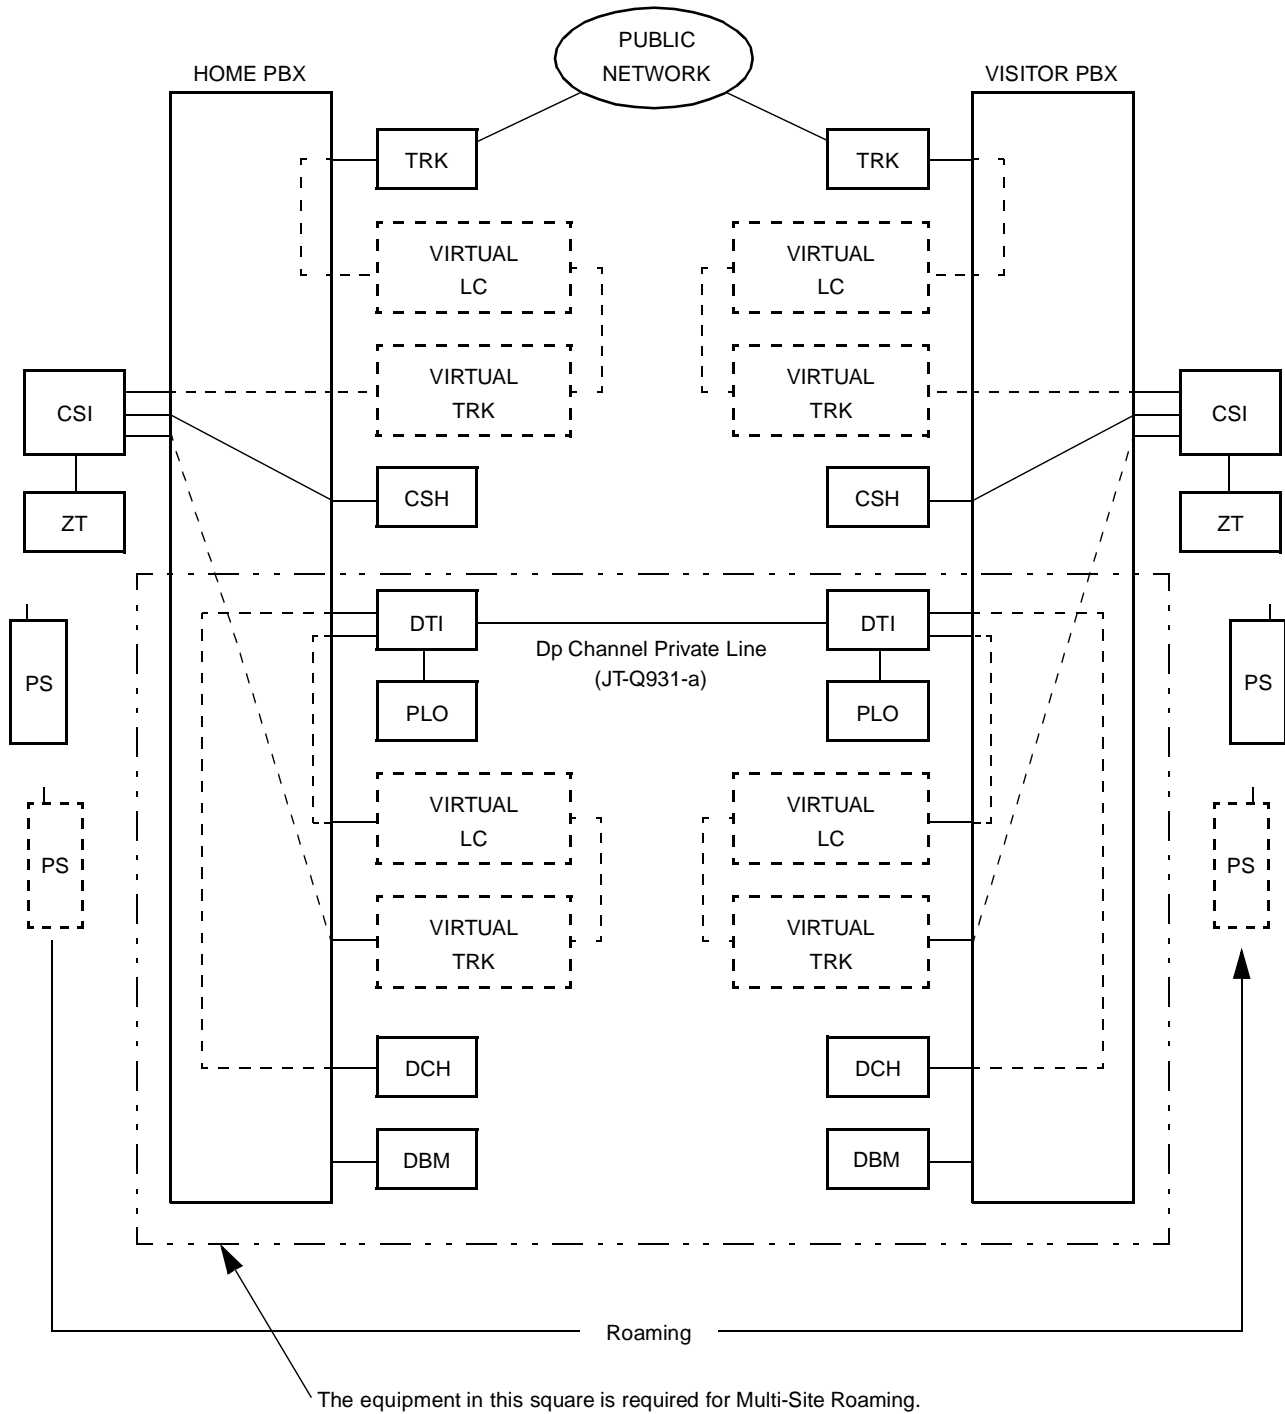 PUBLIC
NETWORK
HOME PBX
VISITOR PBX
TRK
TRK
VIRTUAL
LC
VIRTUAL
LC
VIRTUAL
TRK
VIRTUAL
TRK
CSI
CSI
CSH
CSH
ZT
ZT
DTI
DTI
Dp Channel Private Line
(JT-Q931-a)
PS
PS
PLO
PLO
VIRTUAL
LC
VIRTUAL
LC
PS
PS
VIRTUAL
TRK
VIRTUAL
TRK
DCH
DCH
DBM
DBM
Roaming
The equipment in this square is required for Multi-Site Roaming.